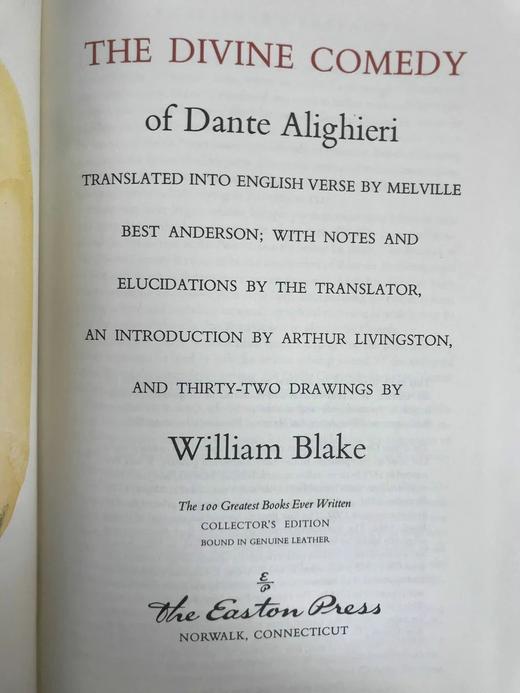 THE DIVINE COMEDY
of Dante Alighieri
TRANSLATED INTO ENGLISH VERSE BY MELVILLE
BEST ANDERSON; WITH NOTES AND
ELUCIDATIONS BY THE TRANSLATOR,
AN INTRODUCTION BY ARTHUR LIVINGSTON,
AND THIRTY-TWO DRAWINGS BY
William Blake
The 100 Greatest Books Ever Written
COLLECTOR'S EDITION
BOUND IN GENUINE LEATHER
E
P
The Easton Press
NORWALK, CONNECTICUT